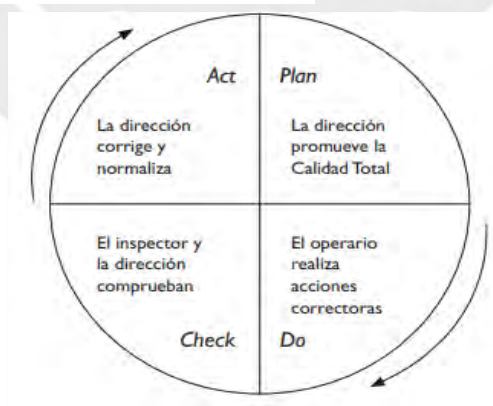 Act
Plan
La dirección
corrige y
normaliza
La dirección
promueve la
Calidad Total
El inspector y
la dirección
comprueban
El operario
realiza
acciones
correctoras
Check
Do